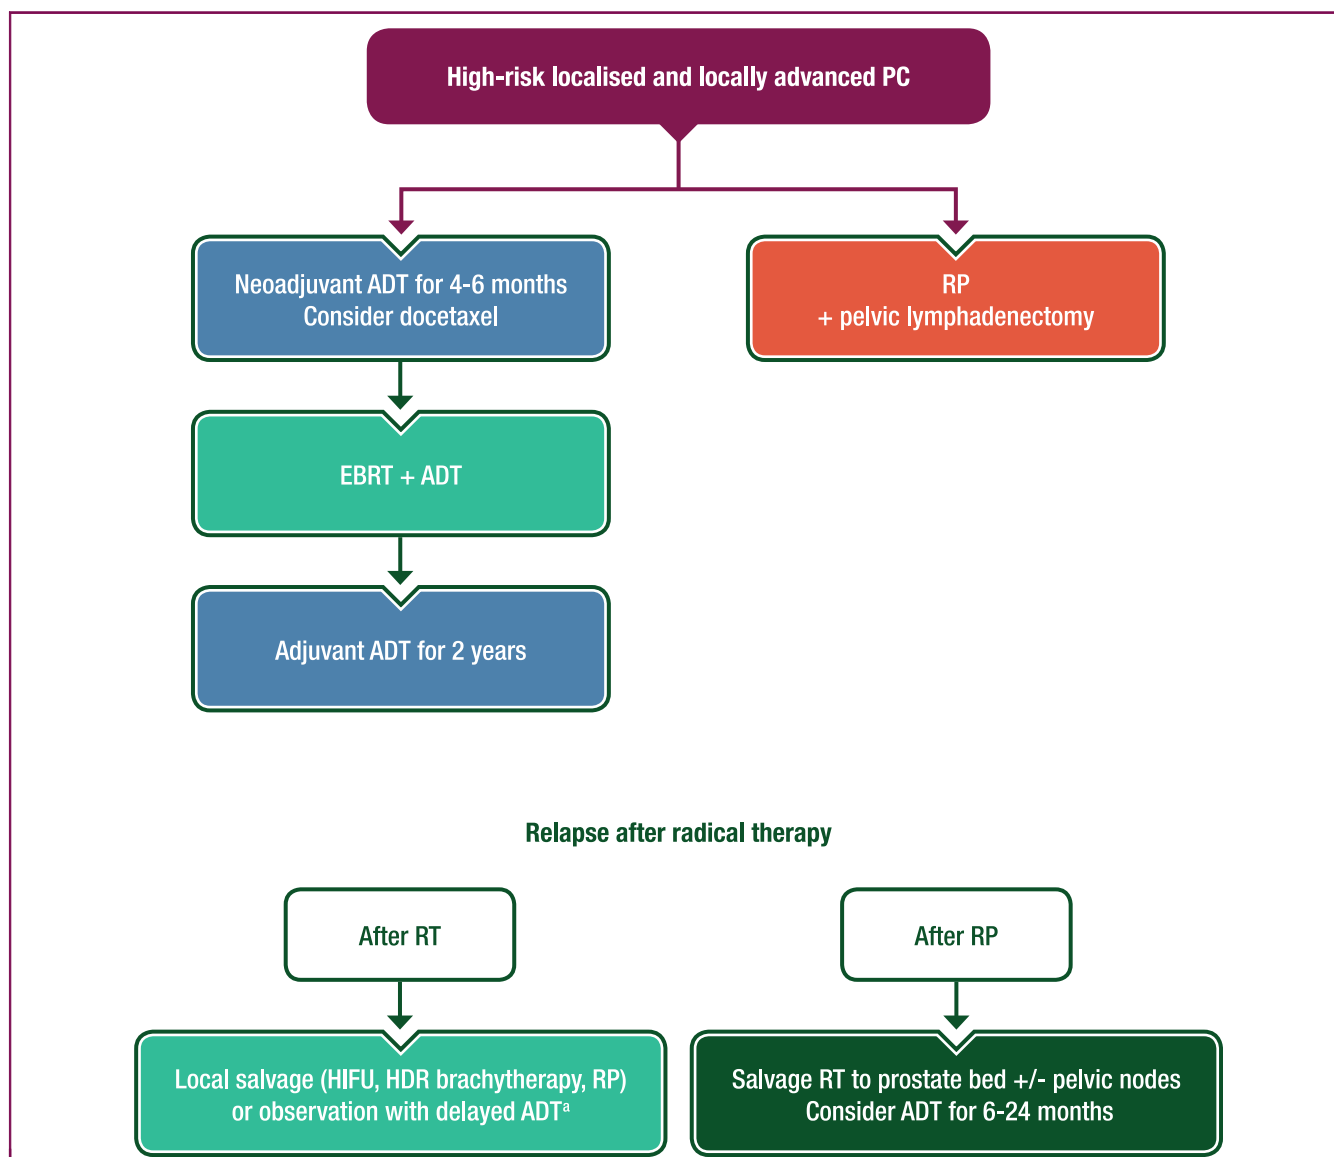 High-risk localised and locally advanced PC
Neoadjuvant ADT for 4-6 months
Consider docetaxel
RP
+ pelvic lymphadenectomy
EBRT + ADT
Adjuvant ADT for 2 years
Relapse after radical therapy
After RT
After RP
Local salvage (HIFU, HDR brachytherapy, RP)
or observation with delayed ADTª
Salvage RT to prostate bed +/- pelvic nodes
Consider ADT for 6-24 months